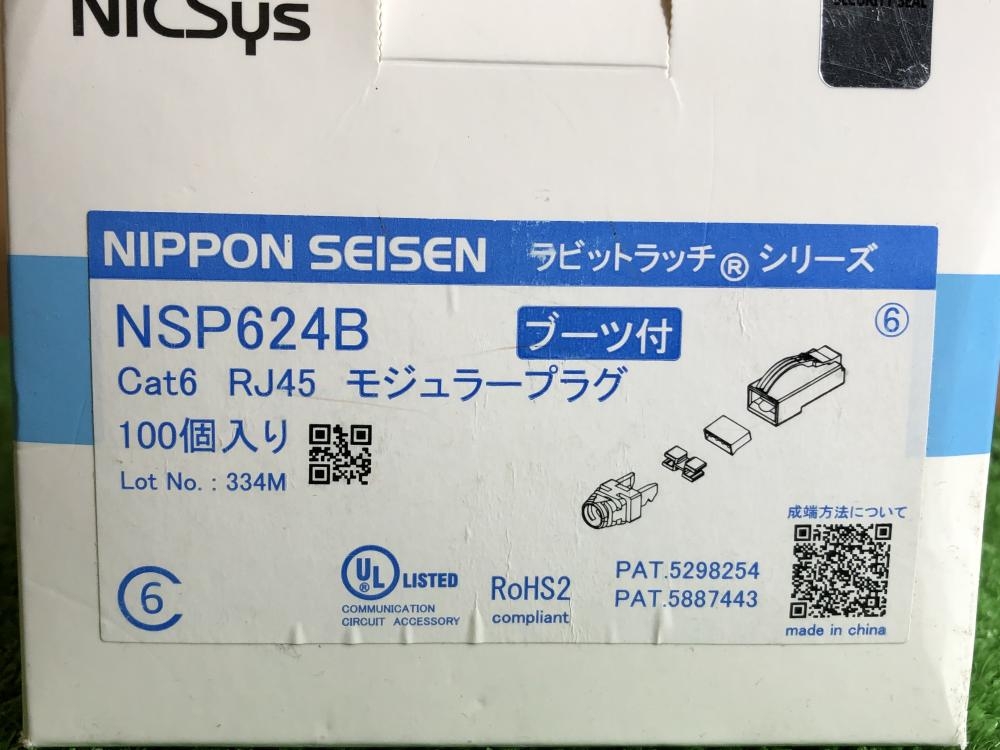 NICSys
SECURITY SEAL
NIPPON SEISEN ラビットラッチ® シリーズ
NSP624B ブーツ付 ⑥
Cat6 RJ45 モジュラープラグ
100個入り
Lot No. : 334M
成端方法について
6
UL LISTED
COMMUNICATION
CIRCUIT ACCESSORY
RoHS2
compliant
PAT.5298254
PAT.5887443
made in china